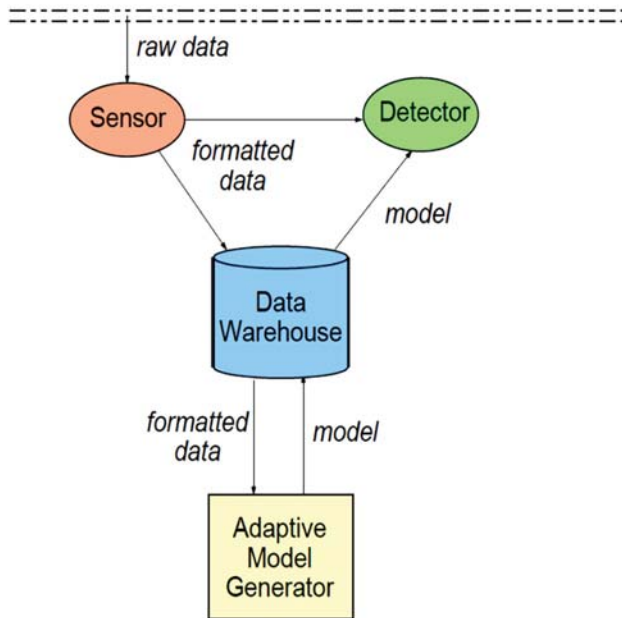 raw data
Sensor
Detector
formatted
data
model
Data
Warehouse
formatted
data
model
Adaptive
Model
Generator